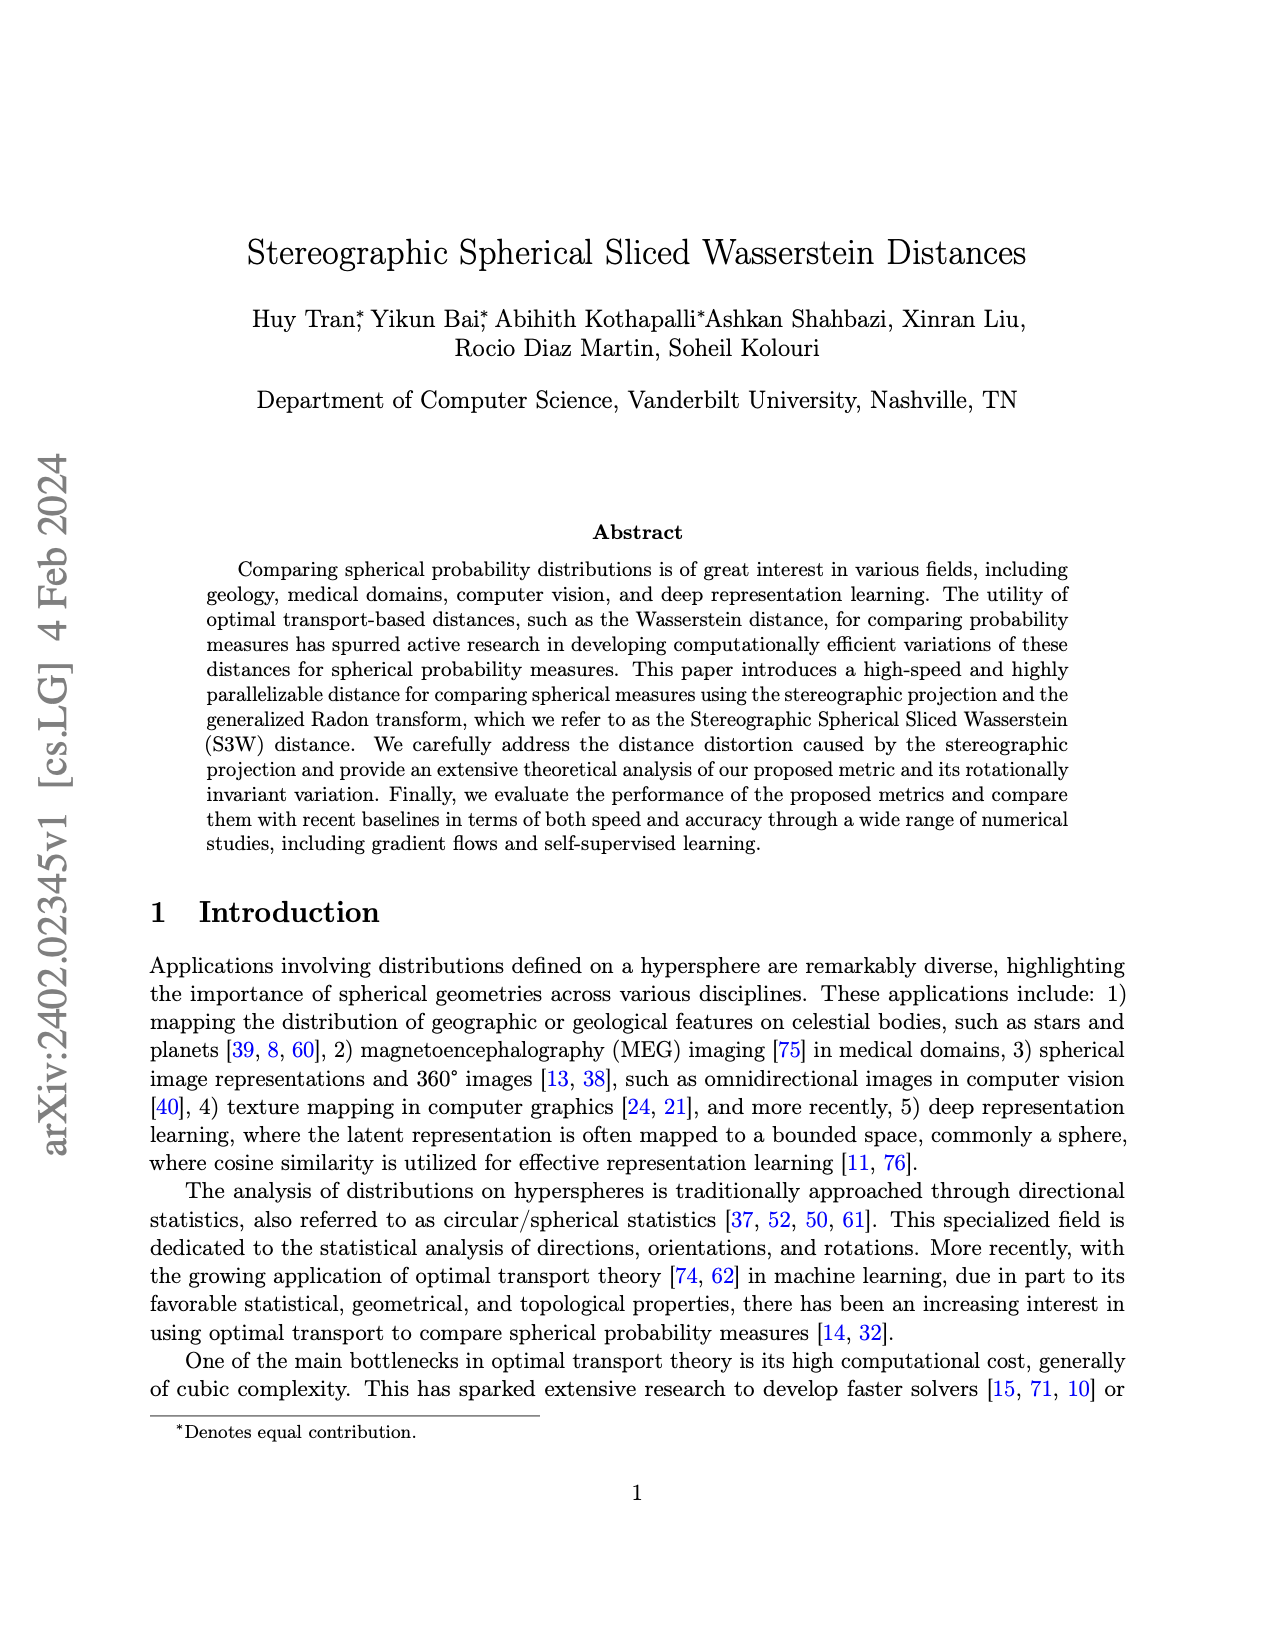 Stereographic Spherical Sliced Wasserstein Distances
Huy Tran*, Yikun Bai*, Abihith Kothapalli*Ashkan Shahbazi, Xinran Liu,
Rocio Diaz Martin, Soheil Kolouri
Department of Computer Science, Vanderbilt University, Nashville, TN
arXiv:2402.02345v1 [cs.LG] 4 Feb 2024
Abstract
Comparing spherical probability distributions is of great interest in various fields, including
geology, medical domains, computer vision, and deep representation learning. The utility of
optimal transport-based distances, such as the Wasserstein distance, for comparing probability
measures has spurred active research in developing computationally efficient variations of these
distances for spherical probability measures. This paper introduces a high-speed and highly
parallelizable distance for comparing spherical measures using the stereographic projection and the
generalized Radon transform, which we refer to as the Stereographic Spherical Sliced Wasserstein
(S3W) distance. We carefully address the distance distortion caused by the stereographic
projection and provide an extensive theoretical analysis of our proposed metric and its rotationally
invariant variation. Finally, we evaluate the performance of the proposed metrics and compare
them with recent baselines in terms of both speed and accuracy through a wide range of numerical
studies, including gradient flows and self-supervised learning.
1 Introduction
Applications involving distributions defined on a hypersphere are remarkably diverse, highlighting
the importance of spherical geometries across various disciplines. These applications include: 1)
mapping the distribution of geographic or geological features on celestial bodies, such as stars and
planets [39, 8, 60], 2) magnetoencephalography (MEG) imaging [75] in medical domains, 3) spherical
image representations and 360° images [13, 38], such as omnidirectional images in computer vision
[40], 4) texture mapping in computer graphics [24, 21], and more recently, 5) deep representation
learning, where the latent representation is often mapped to a bounded space, commonly a sphere,
where cosine similarity is utilized for effective representation learning [11, 76].
The analysis of distributions on hyperspheres is traditionally approached through directional
statistics, also referred to as circular/spherical statistics [37, 52, 50, 61]. This specialized field is
dedicated to the statistical analysis of directions, orientations, and rotations. More recently, with
the growing application of optimal transport theory [74, 62] in machine learning, due in part to its
favorable statistical, geometrical, and topological properties, there has been an increasing interest in
using optimal transport to compare spherical probability measures [14, 32].
One of the main bottlenecks in optimal transport theory is its high computational cost, generally
of cubic complexity. This has sparked extensive research to develop faster solvers [15, 71, 10] or
*Denotes equal contribution.
1